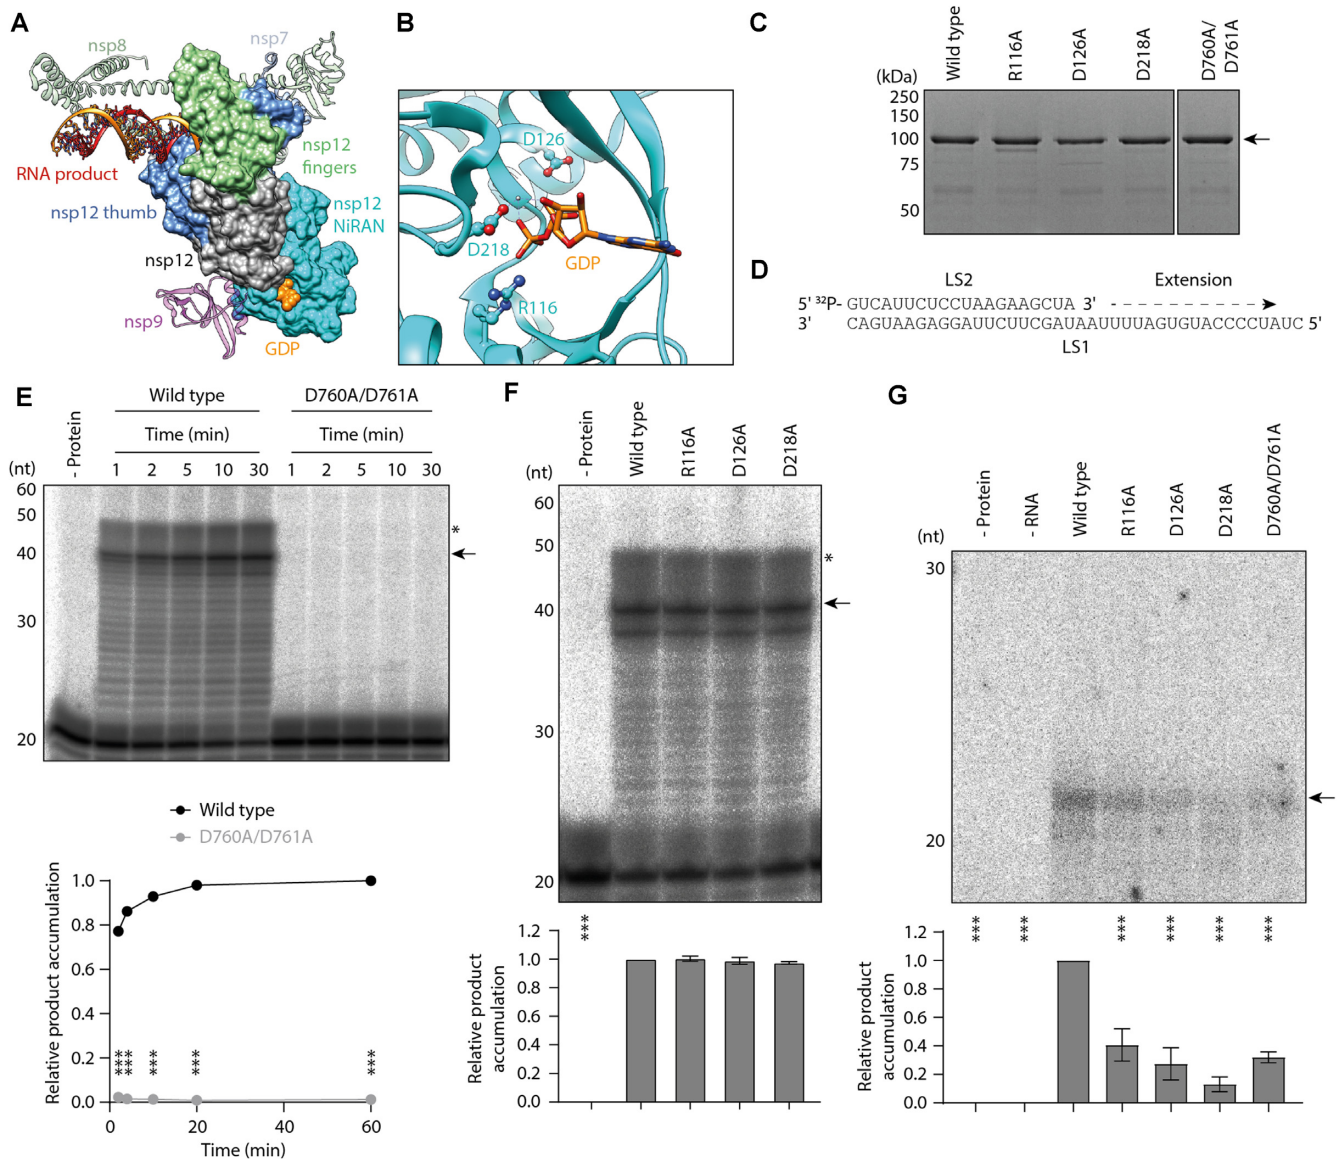 A
nsp8
nsp7
RNA product
nsp12
fingers
nsp12 thumb
nsp12
NiRAN
nsp12
nsp9
GDP
B
D126
D218
GDP
R116
C
Wild type
R116A
D126A
D218A
D760A/
D761A
(kDa)
250
150
100
75
50
D
LS2
Extension
5' ³²P- GUCAUUCUCCUAAGAAGCUA 3'
3' CAGUAAGAGGAUUCUUCGAUAAUUUUAGUGUACCCCUAUC 5'
LS1
E
Wild type
D760A/D761A
- Protein
Time (min)
Time (min)
(nt)
1 2 5 10 30 1 2 5 10 30
60
50
40
30
20
*
Wild type
D760A/D761A
Relative product accumulation
1.0
0.8
0.6
0.4
0.2
0.0
*** *** *** *** ***
0 20 40 60
Time (min)
F
- Protein
Wild type
R116A
D126A
D218A
(nt)
60
50
40
30
20
*
***
Relative product
accumulation
1.2
1.0
0.8
0.6
0.4
0.2
0.0
G
- Protein
- RNA
Wild type
R116A
D126A
D218A
D760A/D761A
(nt)
30
20
*** *** *** *** *** ***
Relative product
accumulation
1.2
1.0
0.8
0.6
0.4
0.2
0.0